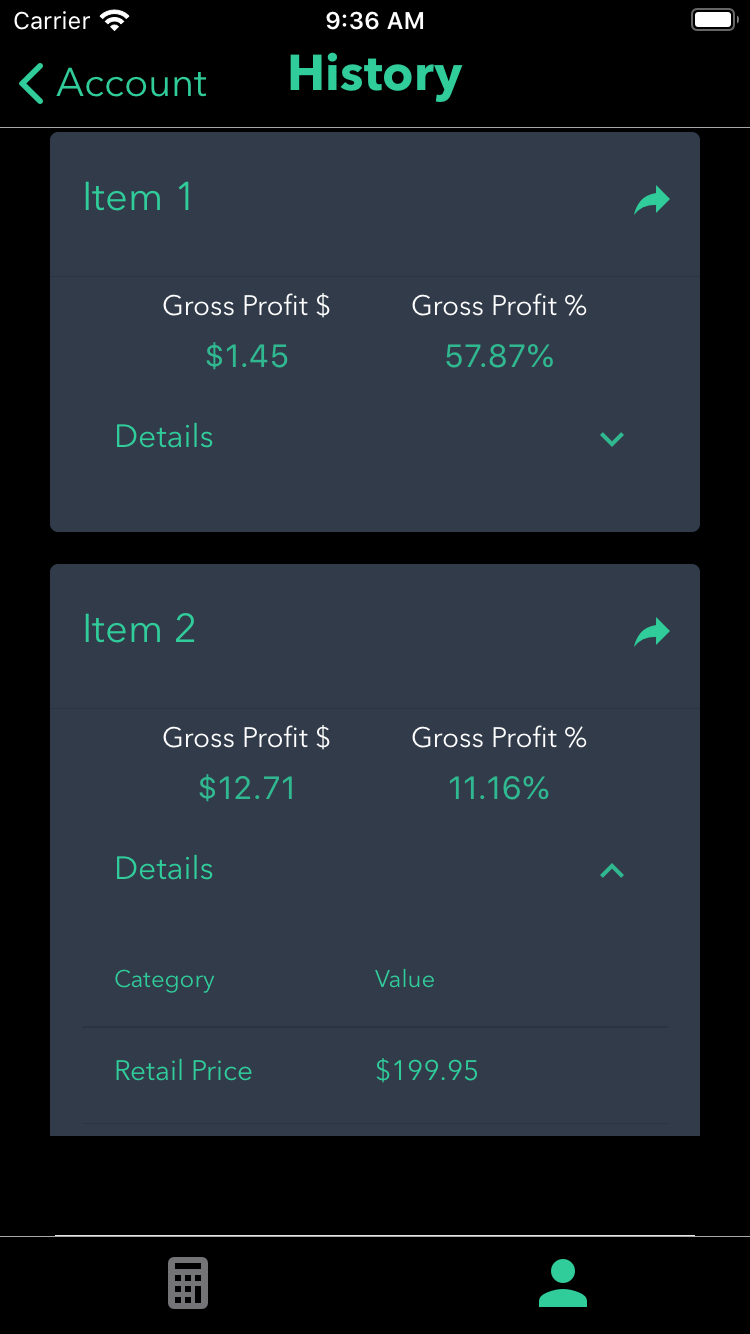 Carrier 9:36 AM
Account History
Item 1
Gross Profit $ Gross Profit %
$1.45 57.87%
Details
Item 2
Gross Profit $ Gross Profit %
$12.71 11.16%
Details
Category Value
Retail Price $199.95